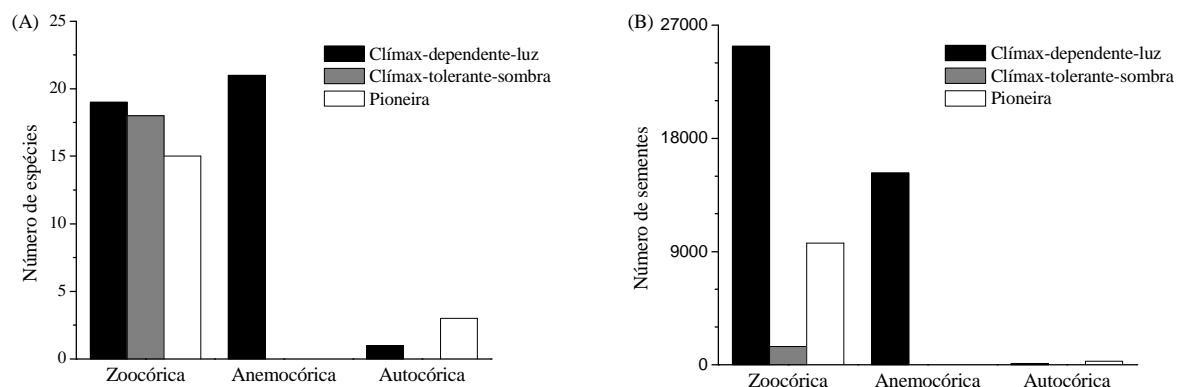 (A)
25
20
15
10
5
0
Número de espécies
Clímax-dependente-luz
Clímax-tolerante-sombra
Pioneira
Zoocórica Anemocórica Autocórica
(B)
27000
18000
9000
0
Número de sementes
Clímax-dependente-luz
Clímax-tolerante-sombra
Pioneira
Zoocórica Anemocórica Autocórica